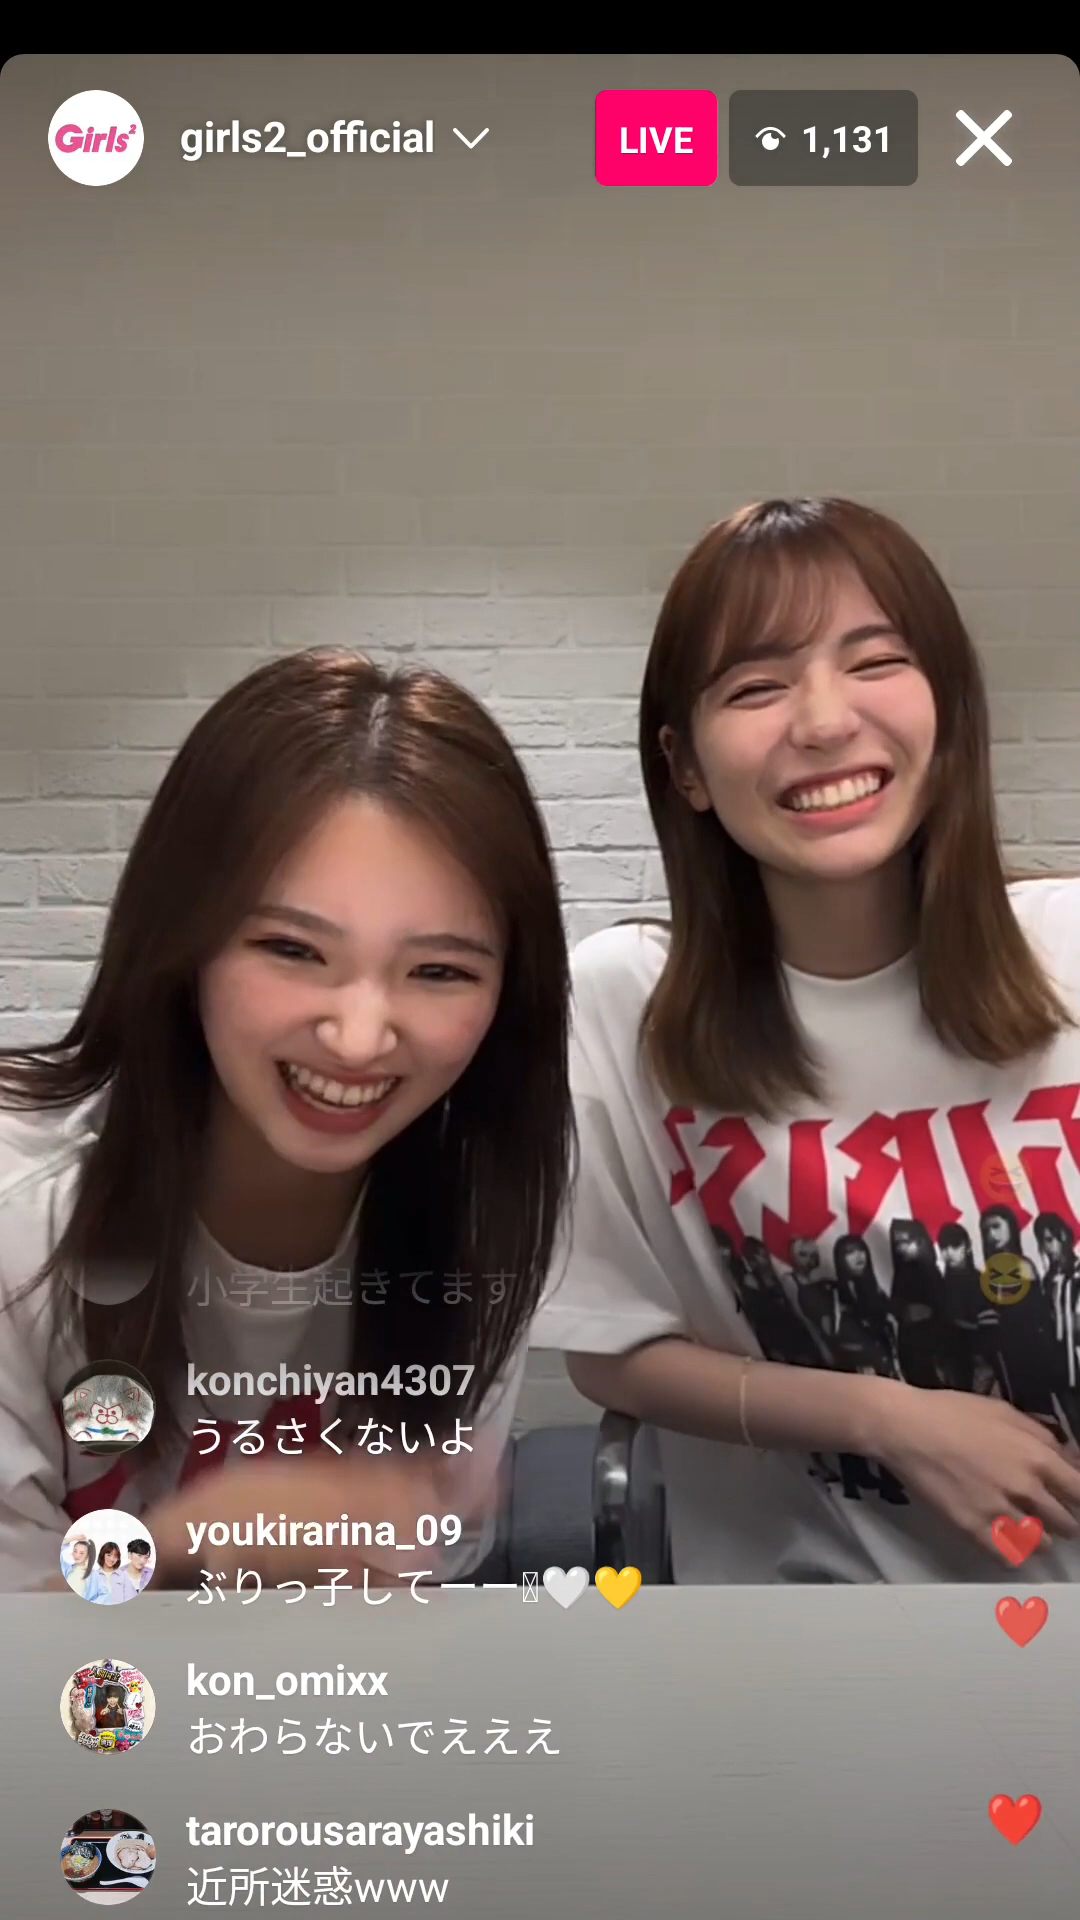 Girls²
girls2_official
LIVE
1,131
GIRLS
小学生起きてます
konchiyan4307
うるさくないよ
youkirarina_09
ぶりっ子してーー🤍💛
kon_omixx
おわらないでえええ
tarorousarayashiki
近所迷惑www